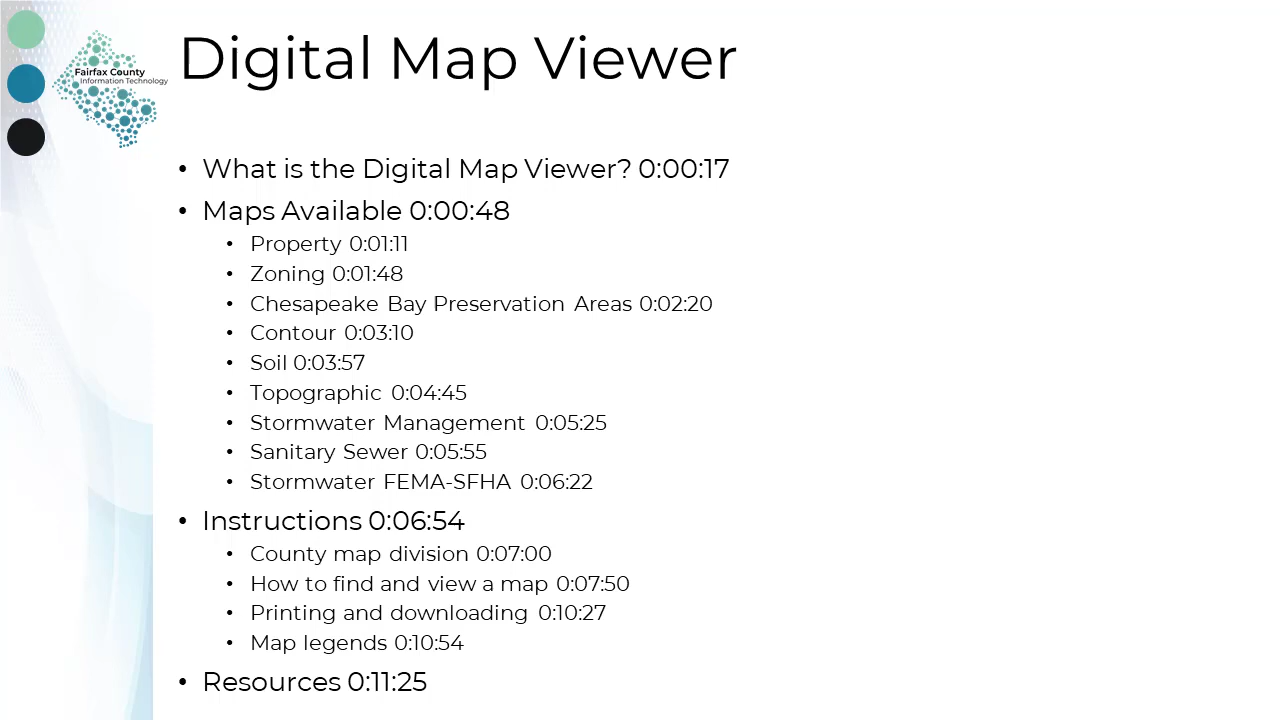 Fairfax County
Information Technology
Digital Map Viewer
• What is the Digital Map Viewer? 0:00:17
• Maps Available 0:00:48
• Property 0:01:11
• Zoning 0:01:48
• Chesapeake Bay Preservation Areas 0:02:20
• Contour 0:03:10
• Soil 0:03:57
• Topographic 0:04:45
• Stormwater Management 0:05:25
• Sanitary Sewer 0:05:55
• Stormwater FEMA-SFHA 0:06:22
• Instructions 0:06:54
• County map division 0:07:00
• How to find and view a map 0:07:50
• Printing and downloading 0:10:27
• Map legends 0:10:54
• Resources 0:11:25